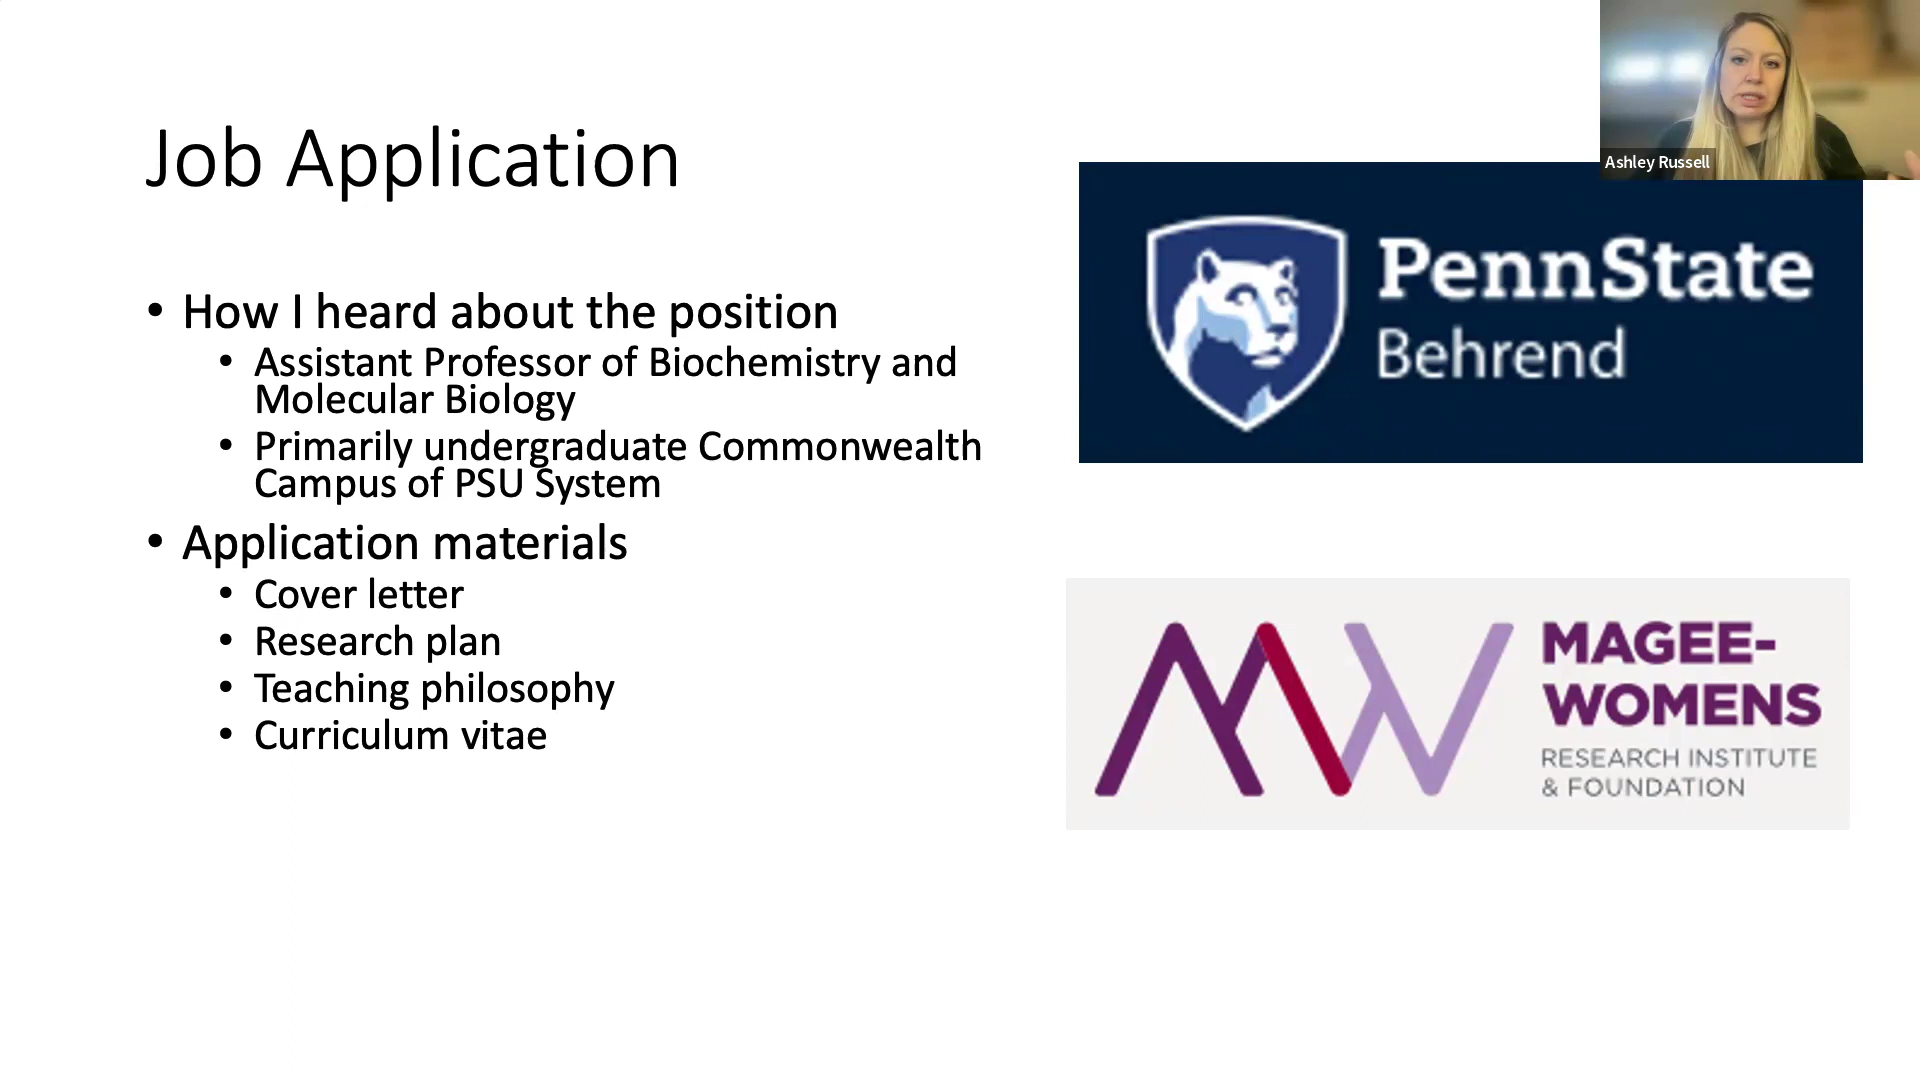 Job Application
• How I heard about the position
• Assistant Professor of Biochemistry and
Molecular Biology
• Primarily undergraduate Commonwealth
Campus of PSU System
• Application materials
• Cover letter
• Research plan
• Teaching philosophy
• Curriculum vitae
Ashley Russell
PennState
Behrend
MW
MAGEE-
WOMENS
RESEARCH INSTITUTE
& FOUNDATION